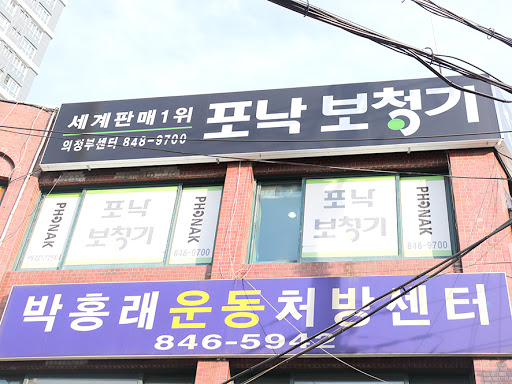 세계판매1위
의정부센터 848-9700
포낙 보청기
PHONAK
포낙
보청기
848-9700
포낙
보청기
PHONAK
848-9700
박홍래운동처방센터
846-5942